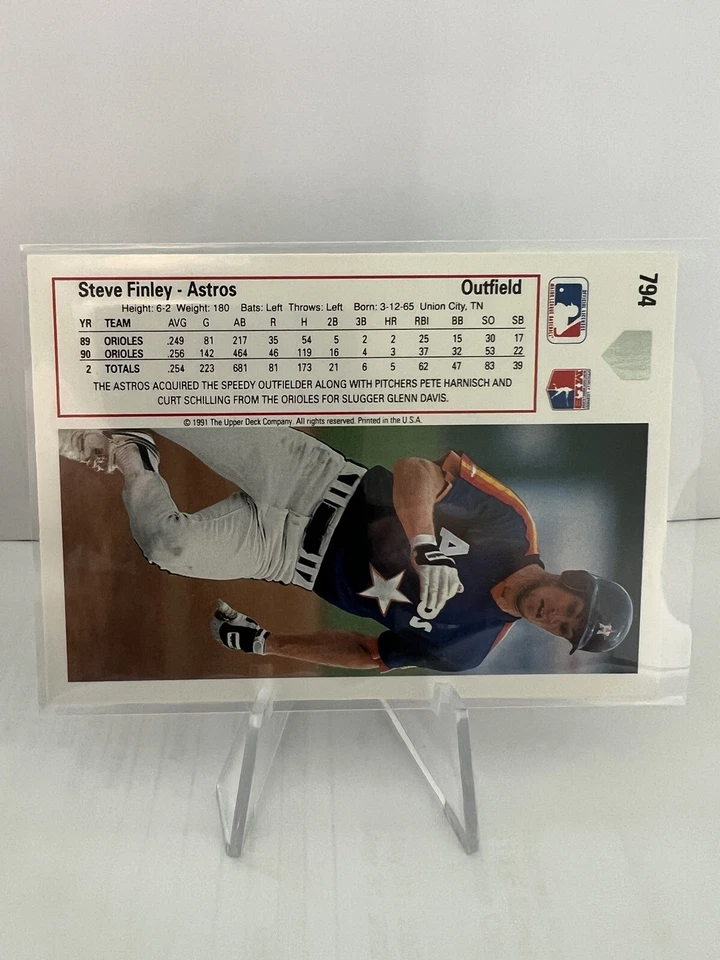 Steve Finley - Astros Outfield
Height: 6-2 Weight: 180 Bats: Left Throws: Left Born: 3-12-65 Union City, TN
YR TEAM AVG G AB R H 2B 3B HR RBI BB SO SB
89 ORIOLES .249 81 217 35 54 5 2 2 25 15 30 17
90 ORIOLES .256 142 464 46 119 16 4 3 37 32 53 22
2 TOTALS .254 223 681 81 173 21 6 5 62 47 83 39
THE ASTROS ACQUIRED THE SPEEDY OUTFIELDER ALONG WITH PITCHERS PETE HARNISCH AND
CURT SCHILLING FROM THE ORIOLES FOR SLUGGER GLENN DAVIS.
© 1991 The Upper Deck Company. All rights reserved. Printed in the U.S.A.
794
H